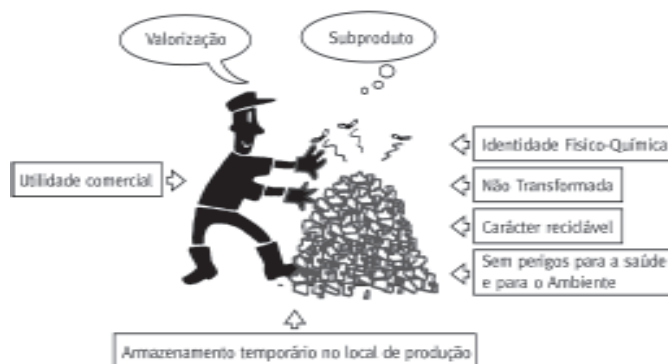 Valorização
Subproduto
Identidade Fisico-Química
Utilidade comercial
Não Transformada
Carácter reciclável
Sem perigos para a saúde
e para o Ambiente
Armazenamento temporário no local de produção